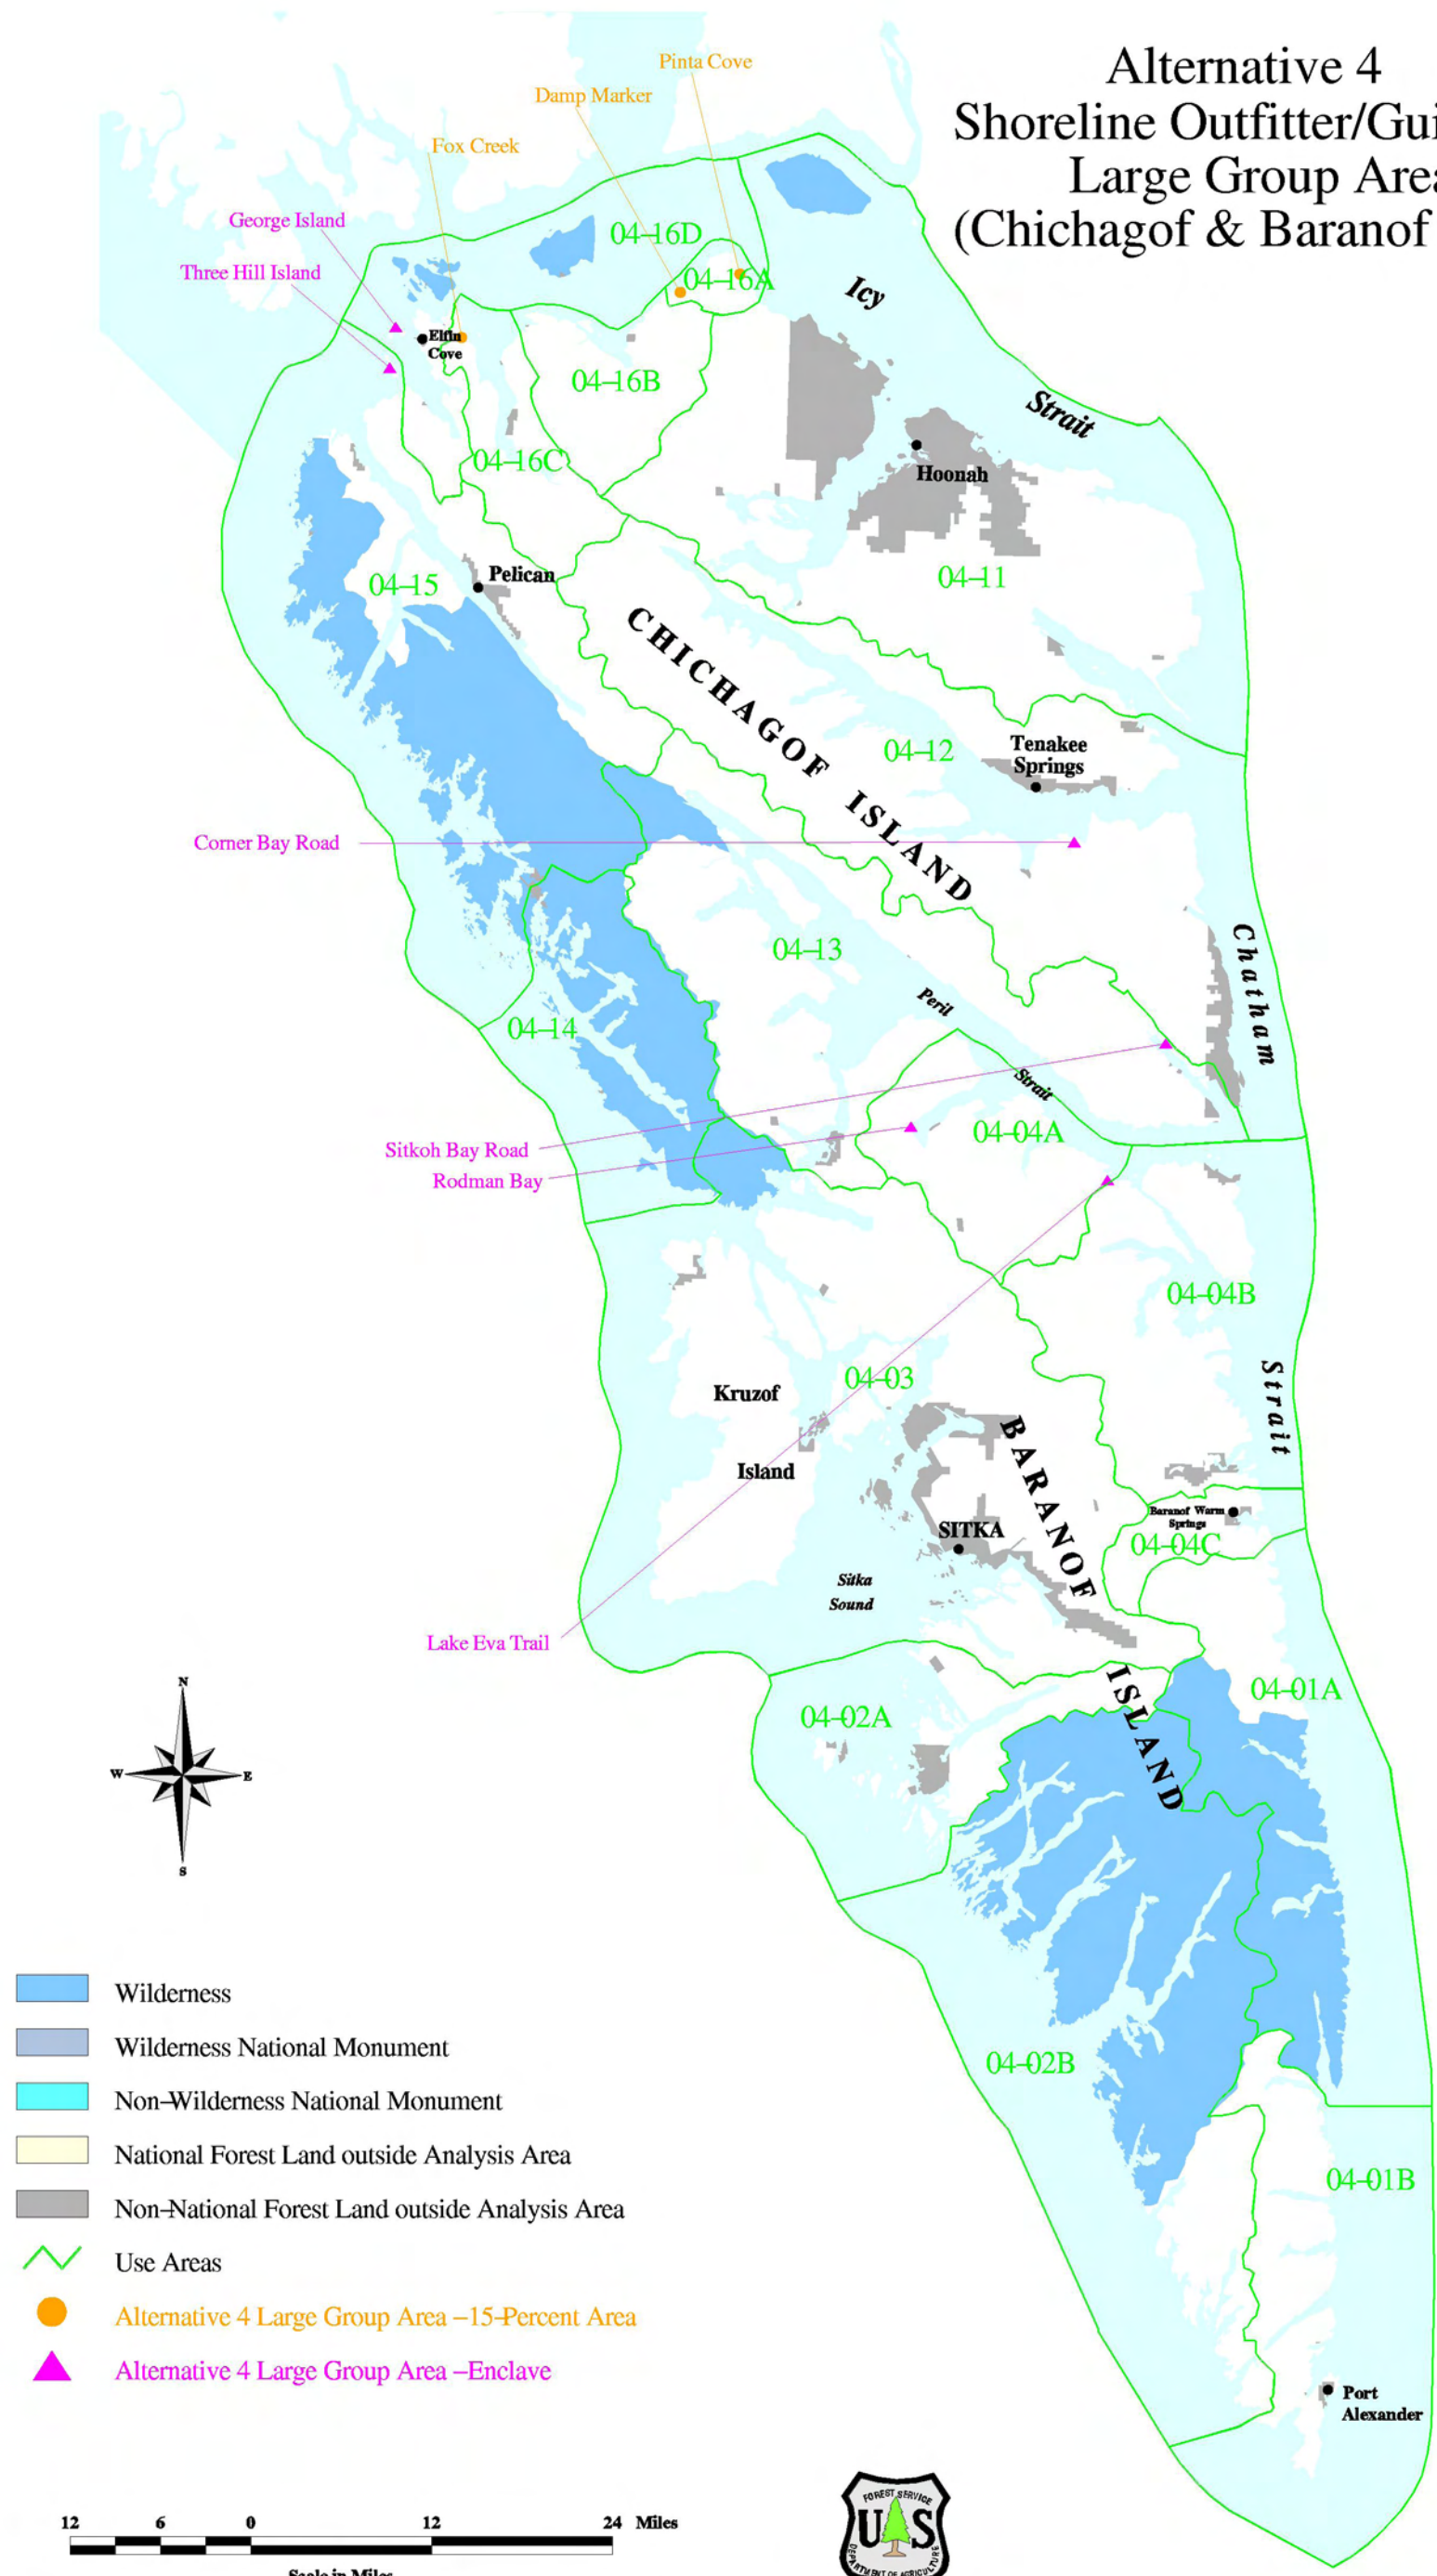 Alternative 4
Shoreline Outfitter/Gui
Large Group Area
(Chichagof & Baranof
Pinta Cove
Damp Marker
Fox Creek
George Island
Three Hill Island
04-16D
04-16A
Icy
Elfin
Cove
04-16B
Strait
04-16C
Hoonah
04-11
Pelican
04-15
CHICHAGOF ISLAND
04-12
Tenakee
Springs
Corner Bay Road
04-13
Chatham
Peril
04-14
Strait
04-04A
Sitkoh Bay Road
Rodman Bay
04-04B
04-03
Kruzof
Strait
Island
BARANOF
Baranof Warm
Springs
SITKA
04-04C
Sitka
Sound
Lake Eva Trail
ISLAND
N
04-01A
04-02A
W
E
S
Wilderness
Wilderness National Monument
04-02B
Non-Wilderness National Monument
National Forest Land outside Analysis Area
04-01B
Non-National Forest Land outside Analysis Area
Use Areas
Alternative 4 Large Group Area -15-Percent Area
Alternative 4 Large Group Area -Enclave
Port
Alexander
12 6 0 12 24 Miles
Scale in Miles
FOREST SERVICE
U S
DEPARTMENT OF AGRICULTURE